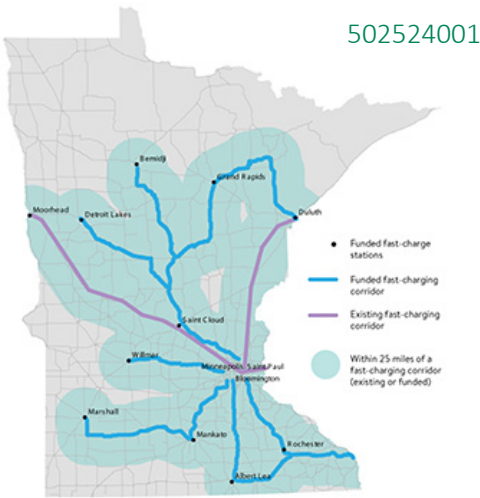 502524001
Bemidji
Grand Rapids
Moorhead
Detroit Lakes
Duluth
Funded fast-charge
stations
Funded fast-charging
corridor
Existing fast-charging
corridor
Saint Cloud
Willmar
Within 25 miles of a
fast-charging corridor
(existing or funded)
Minneapolis Saint Paul
Bloomington
Marshall
Mankato
Rochester
Albert Lea